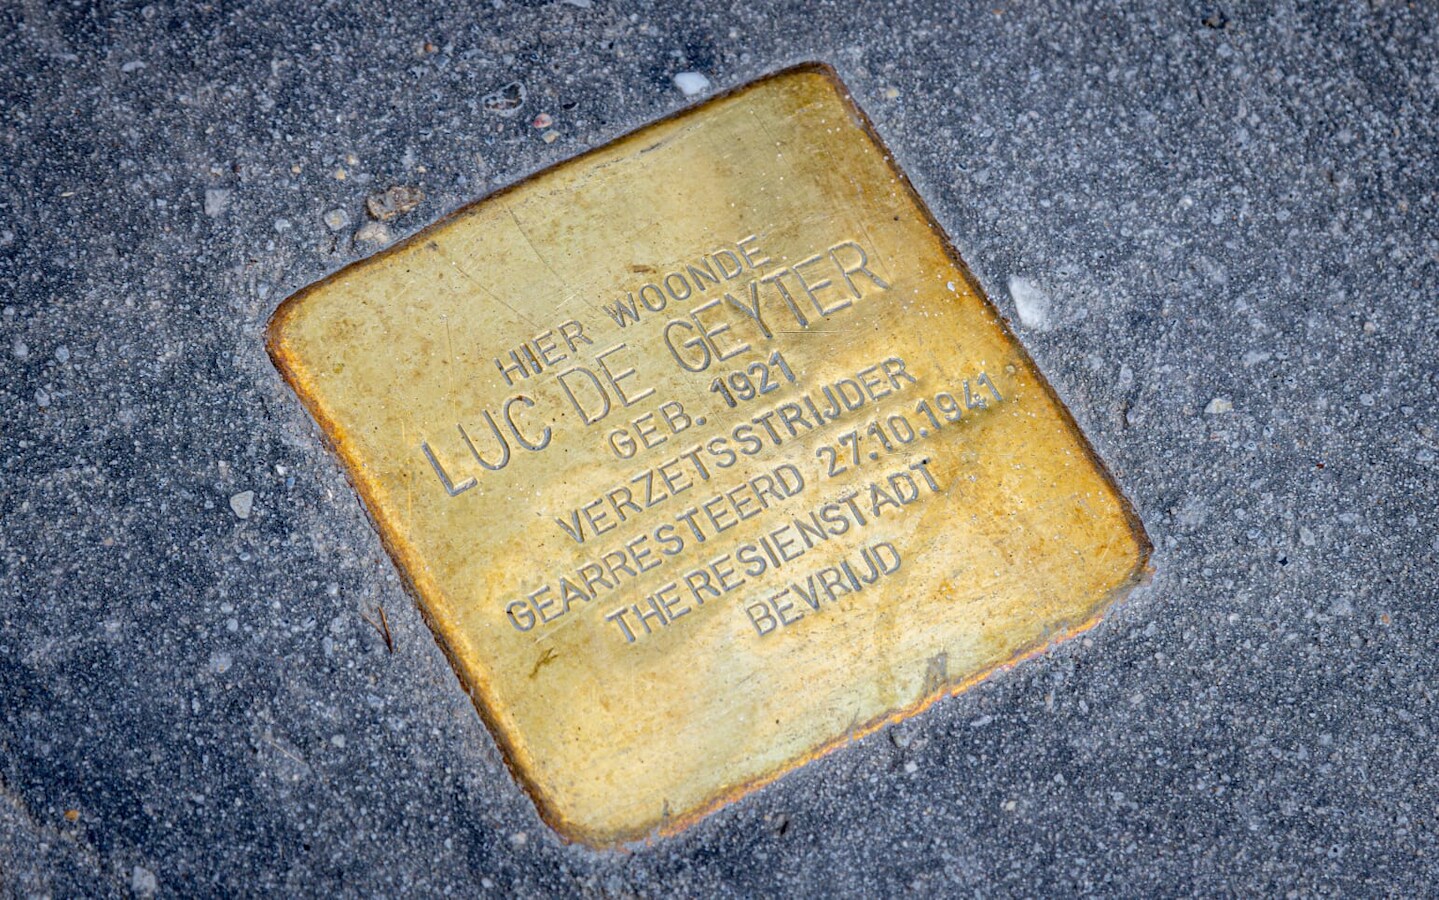 HIER WOONDE
LUC DE GEYTER
GEB. 1921
VERZETSSTRIJDER
GEARRESTEERD 27.10.1941
THERESIENSTADT
BEVRIJD